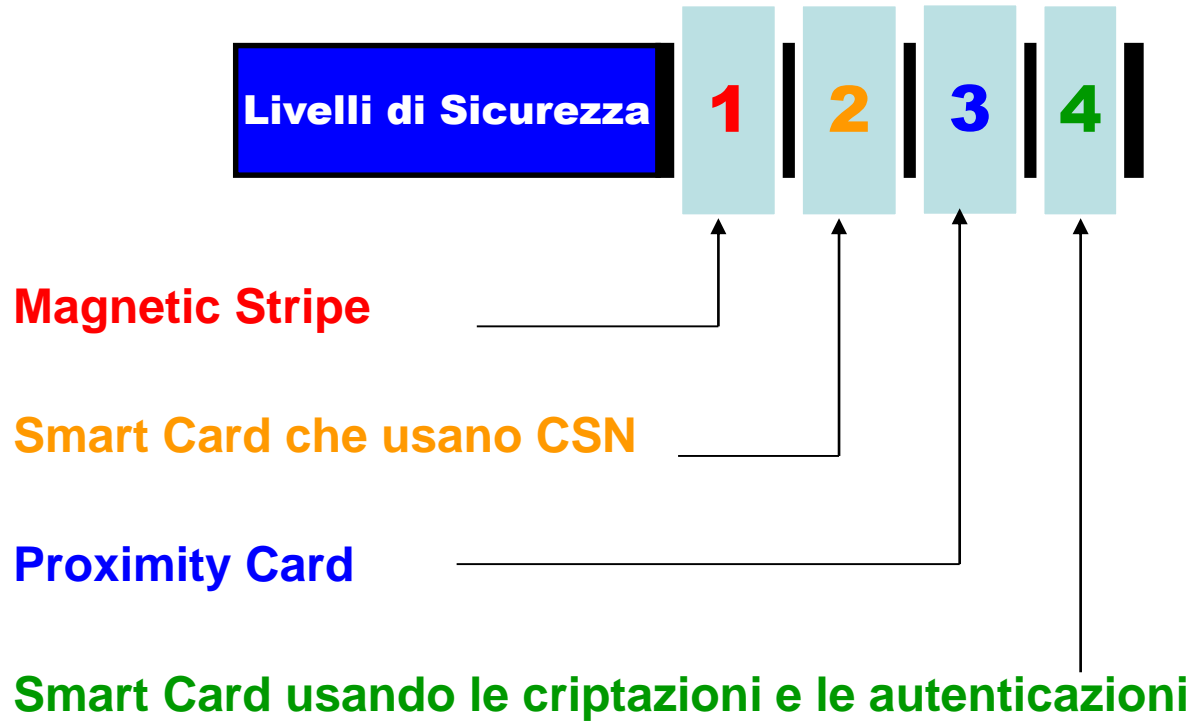 Livelli di Sicurezza 1 2 3 4
Magnetic Stripe
Smart Card che usano CSN
Proximity Card
Smart Card usando le criptazioni e le autenticazioni